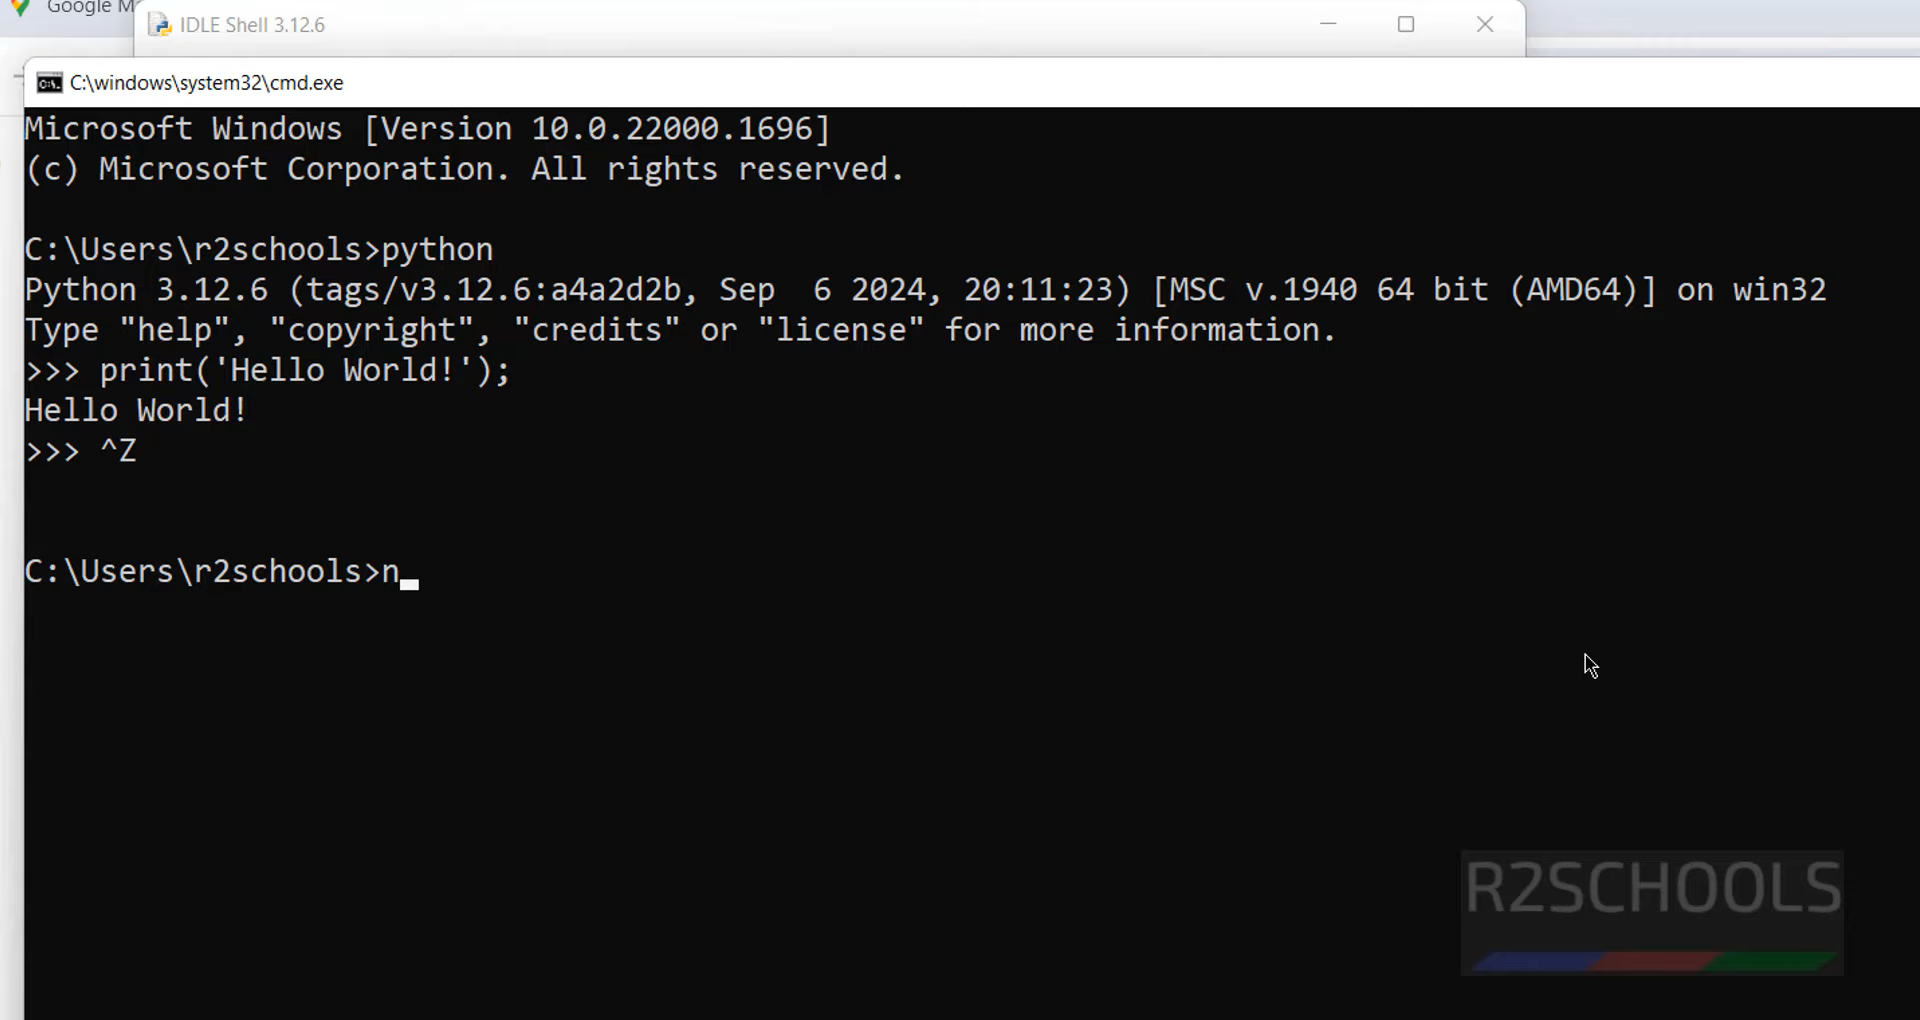 Google M
IDLE Shell 3.12.6
C:\windows\system32\cmd.exe
Microsoft Windows [Version 10.0.22000.1696]
(c) Microsoft Corporation. All rights reserved.
C:\Users\r2schools>python
Python 3.12.6 (tags/v3.12.6:a4a2d2b, Sep  6 2024, 20:11:23) [MSC v.1940 64 bit (AMD64)] on win32
Type "help", "copyright", "credits" or "license" for more information.
>>> print('Hello World!');
Hello World!
>>> ^Z
C:\Users\r2schools>n
R2SCHOOLS